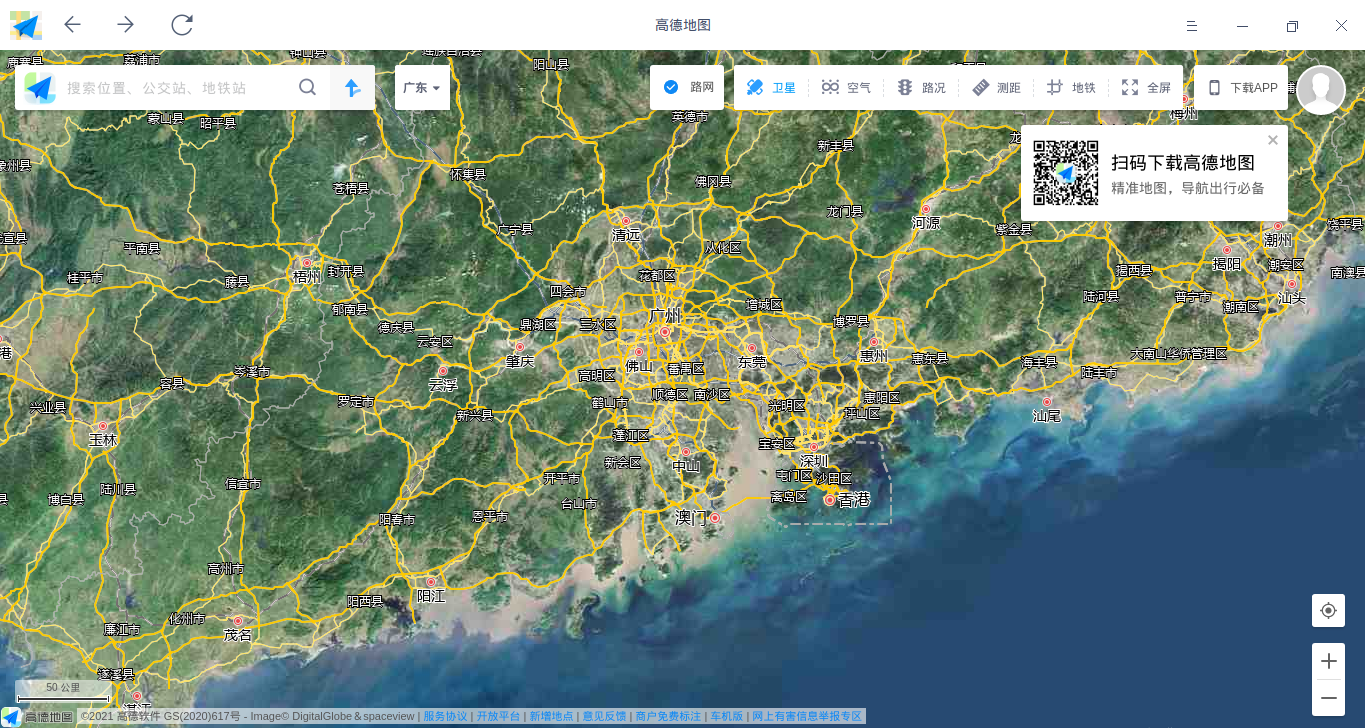 高德地图
搜索位置、公交站、地铁站
广东
路网
卫星
空气
路况
测距
地铁
全屏
下载APP
扫码下载高德地图
精准地图，导航出行必备
荔浦市
钟山县
阳山县
蒙山县
昭平县
英德市
梅州
象州县
新丰县
怀集县
苍梧县
佛冈县
龙门县
河源
紫金县
潮州
饶平县
广宁县
清远
从化区
平南县
桂平市
藤县
梧州
封开县
花都区
揭西县
揭阳
潮安区
南澳县
郁南县
四会市
增城区
陆河县
普宁市
潮南区
汕头
德庆县
云安区
鼎湖区
三水区
广州
博罗县
肇庆
佛山
番禺区
东莞
惠州
惠东县
海丰县
大南山华侨管理区
陆丰市
容县
岑溪市
云浮
高明区
兴业县
罗定市
新兴县
鹤山市
顺德区
南沙区
光明区
惠阳区
坪山区
汕尾
玉林
蓬江区
宝安区
深圳
新会区
中山
屯门区
沙田区
博白县
陆川县
信宜市
开平市
台山市
离岛区
香港
澳门
阳春市
恩平市
高州市
阳江
阳西县
化州市
廉江市
茂名
遂溪县
湛江
50 公里
高德地图
©2021 高德软件 GS(2020)617号 - Image© DigitalGlobe & spaceview | 服务协议 | 开放平台 | 新增地点 | 意见反馈 | 商户免费标注 | 车机版 | 网上有害信息举报专区